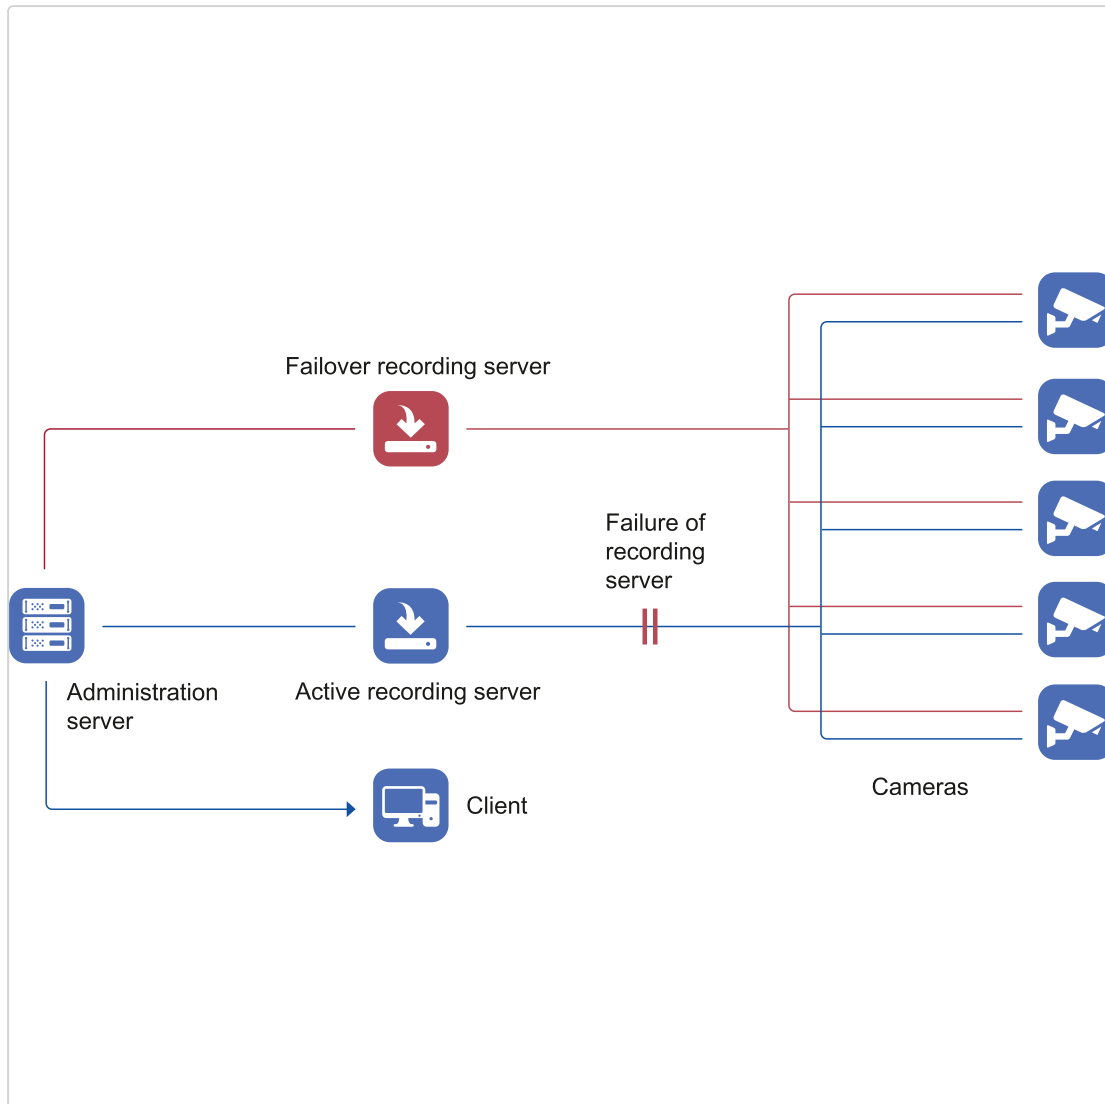 Failover recording server
Failure of
recording
server
Administration
server
Active recording server
Client
Cameras